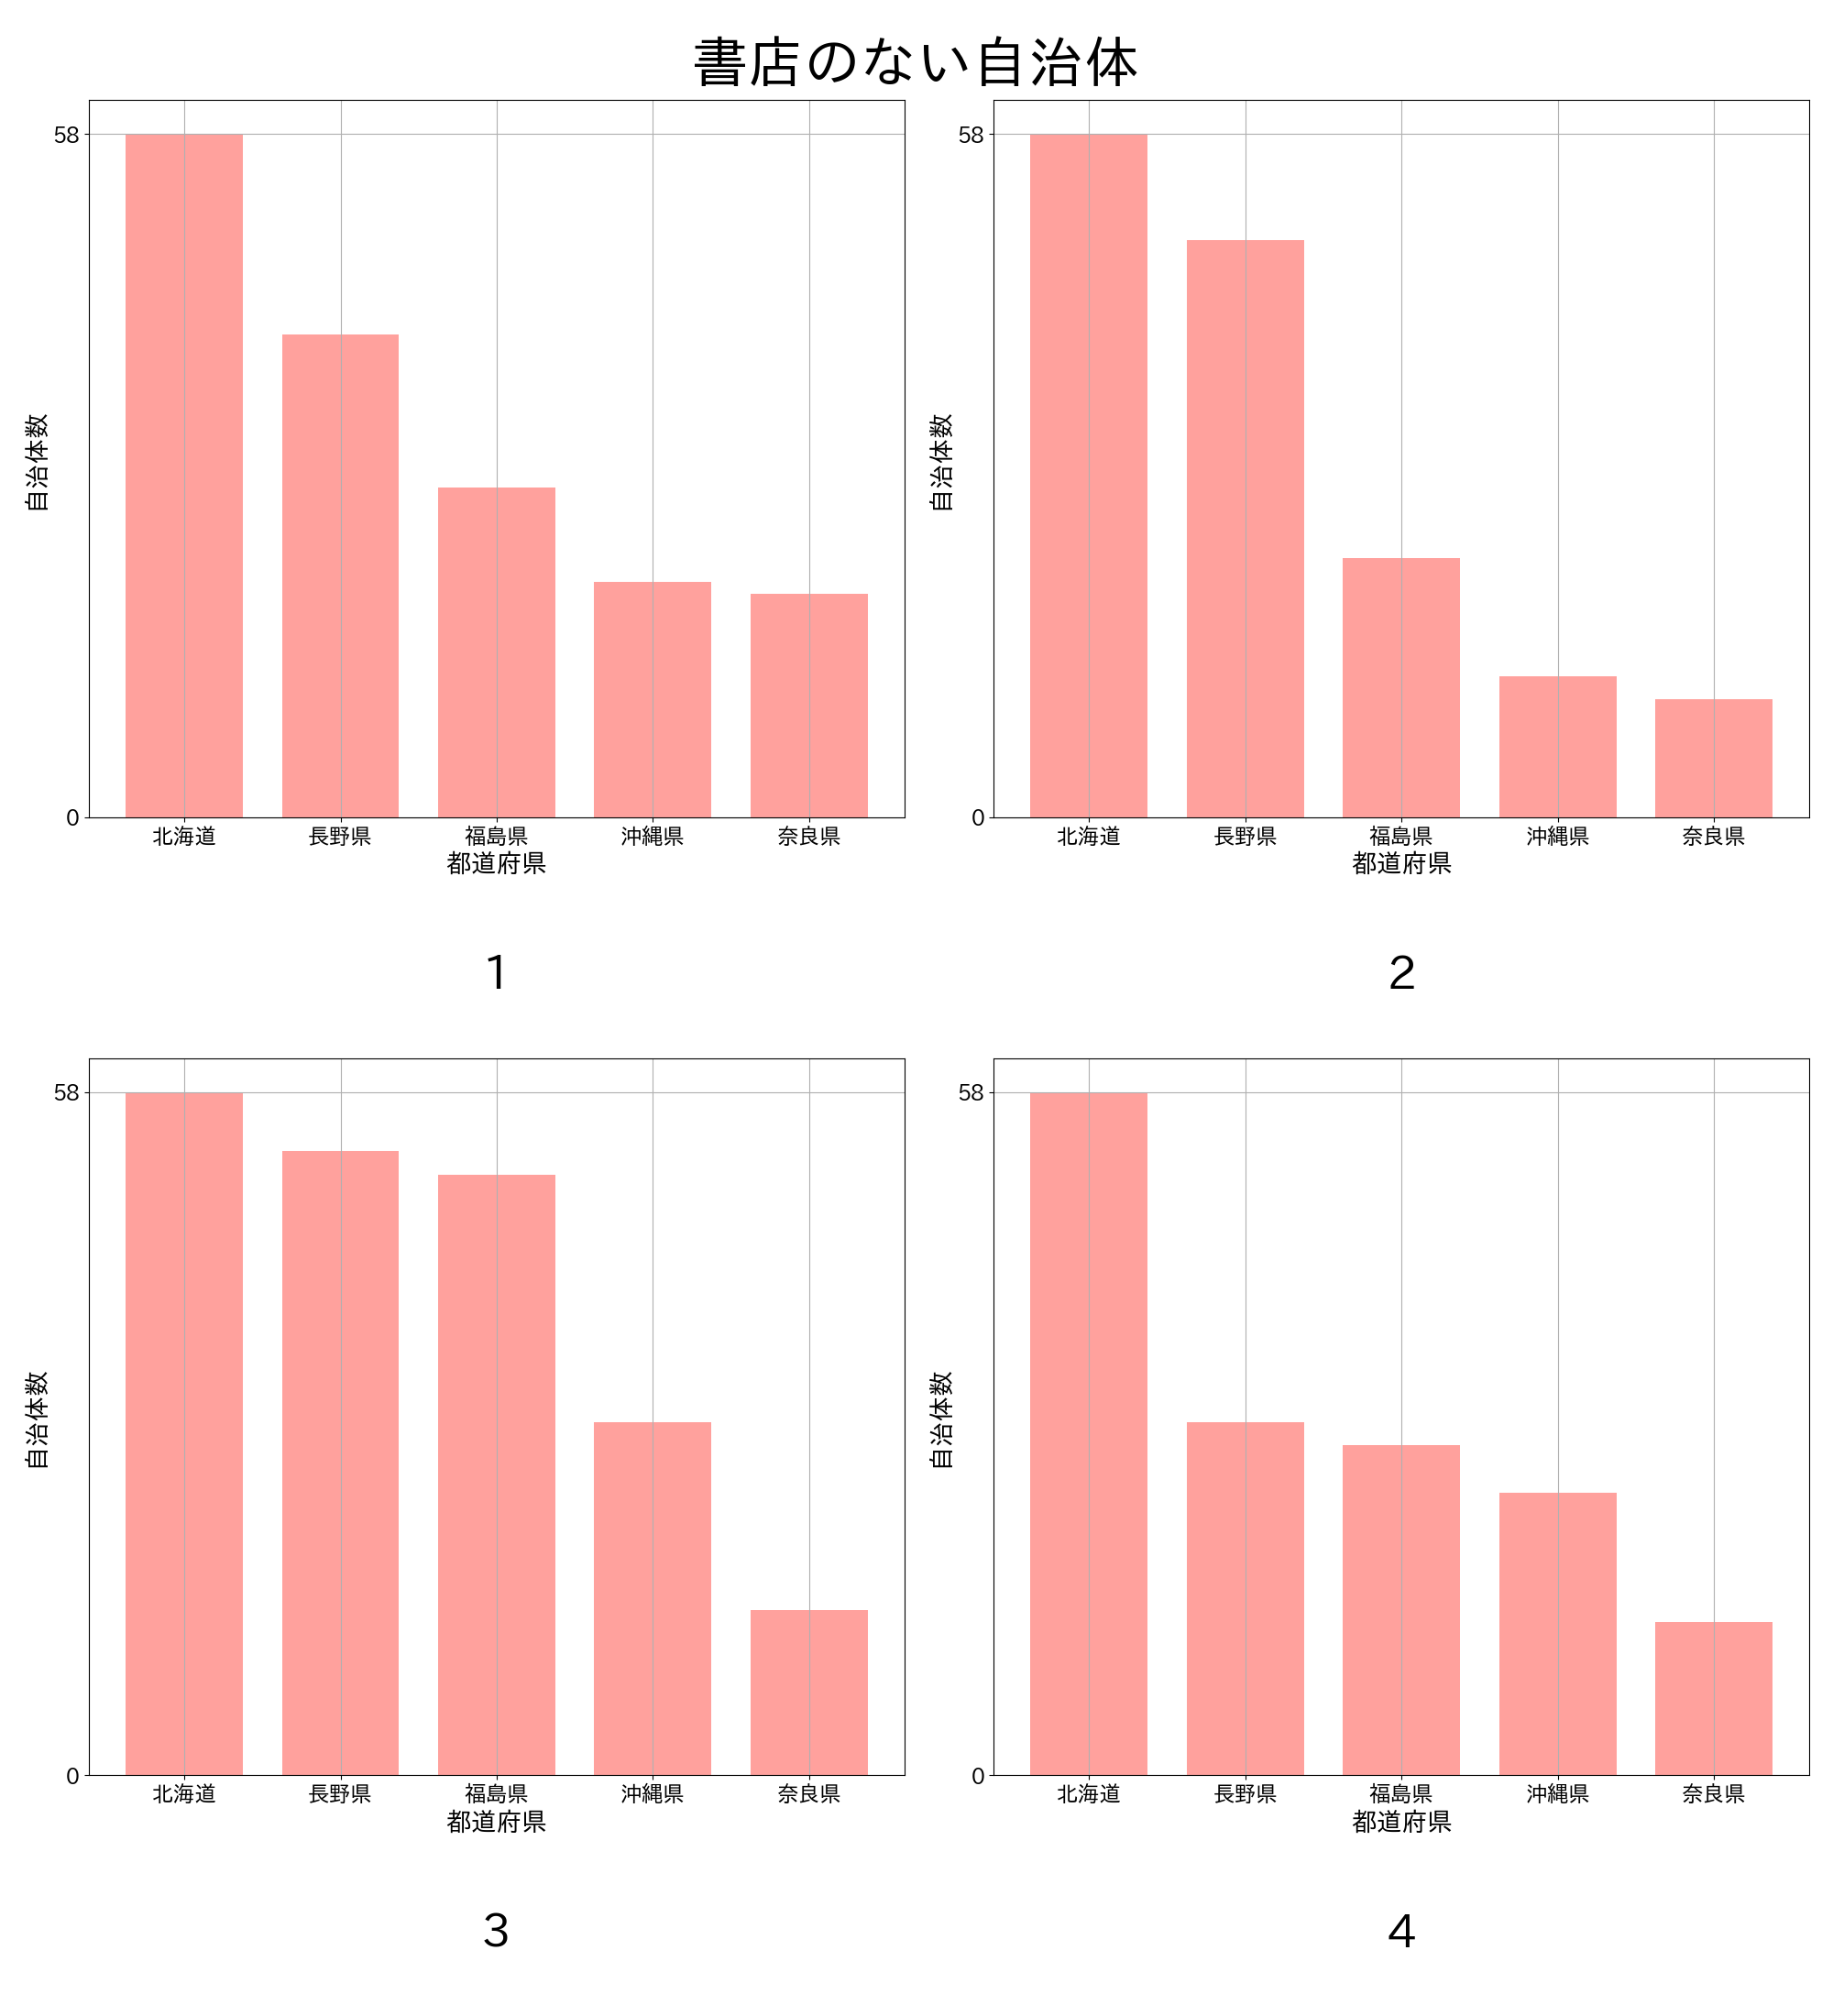 書店のない自治体
58
0
自治体数
北海道 長野県 福島県 沖縄県 奈良県
都道府県
1
58
0
自治体数
北海道 長野県 福島県 沖縄県 奈良県
都道府県
2
58
0
自治体数
北海道 長野県 福島県 沖縄県 奈良県
都道府県
3
58
0
自治体数
北海道 長野県 福島県 沖縄県 奈良県
都道府県
4